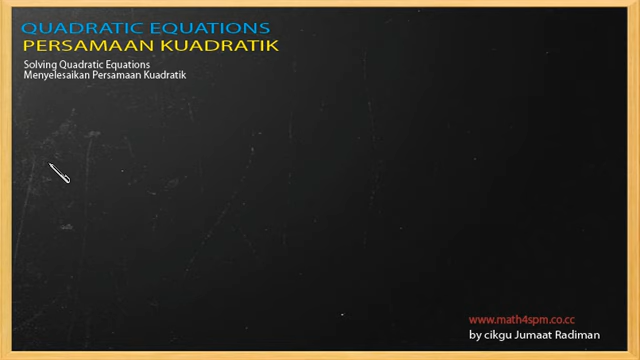 QUADRATIC EQUATIONS
PERSAMAAN KUADRATIK
Solving Quadratic Equations
Menyelesaikan Persamaan Kuadratik
www.math4spm.co.cc
by cikgu Jumaat Radiman